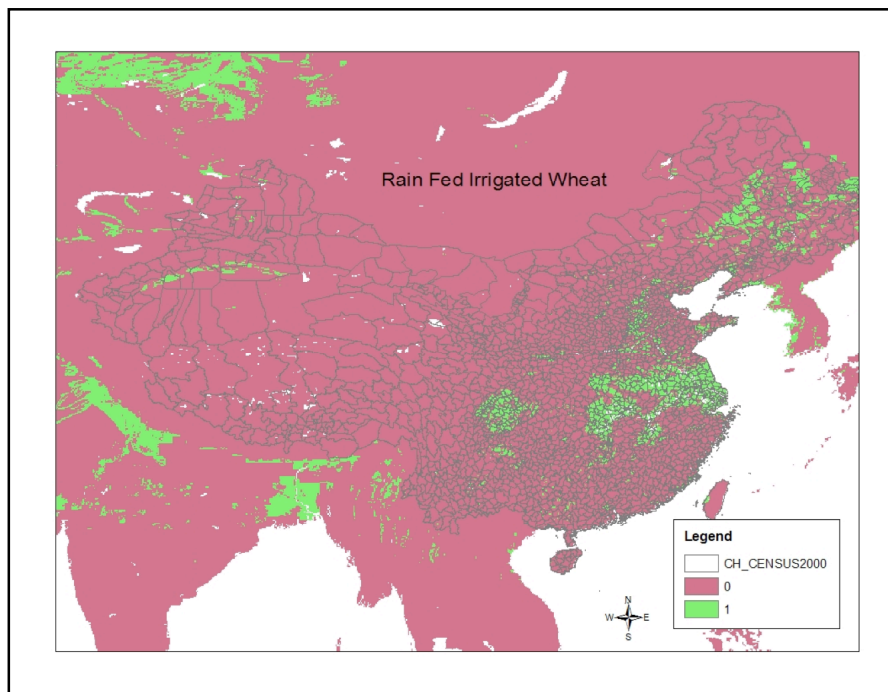 Rain Fed Irrigated Wheat
Legend
CH_CENSUS2000
0
1
N
W E
S